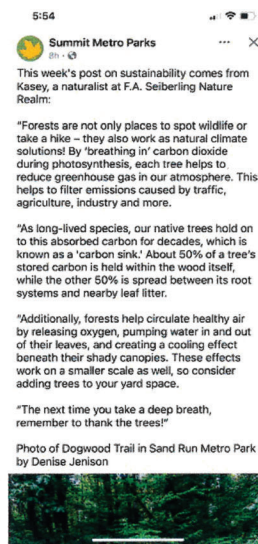 5:54
Summit Metro Parks
8h
This week's post on sustainability comes from
Kasey, a naturalist at F.A. Seiberling Nature
Realm:
"Forests are not only places to spot wildlife or
take a hike – they also work as natural climate
solutions! By 'breathing in' carbon dioxide
during photosynthesis, each tree helps to
reduce greenhouse gas in our atmosphere. This
helps to filter emissions caused by traffic,
agriculture, industry and more.
"As long-lived species, our native trees hold on
to this absorbed carbon for decades, which is
known as a 'carbon sink.' About 50% of a tree's
stored carbon is held within the wood itself,
while the other 50% is spread between its root
systems and nearby leaf litter.
"Additionally, forests help circulate healthy air
by releasing oxygen, pumping water in and out
of their leaves, and creating a cooling effect
beneath their shady canopies. These effects
work on a smaller scale as well, so consider
adding trees to your yard space.
"The next time you take a deep breath,
remember to thank the trees!"
Photo of Dogwood Trail in Sand Run Metro Park
by Denise Jenison